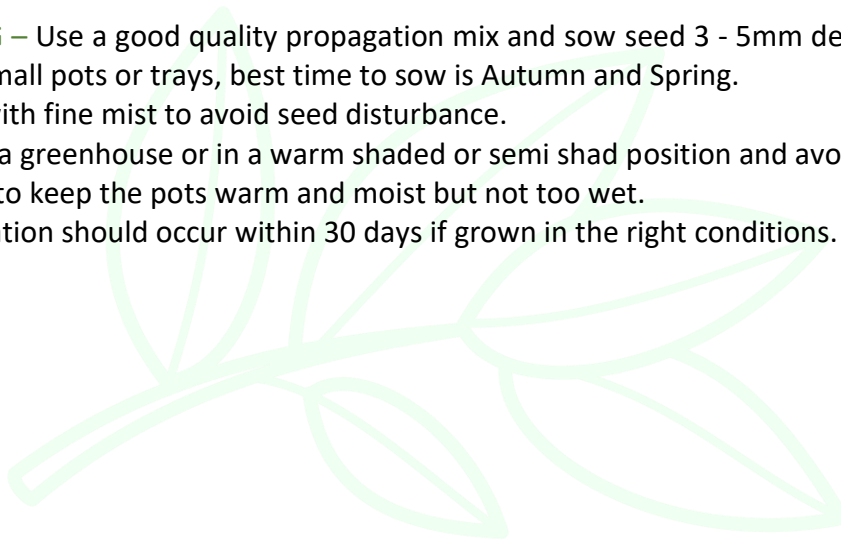 – Use a good quality propagation mix and sow seed 3 - 5mm de
mall pots or trays, best time to sow is Autumn and Spring.
ith fine mist to avoid seed disturbance.
a greenhouse or in a warm shaded or semi shad position and avo
to keep the pots warm and moist but not too wet.
ation should occur within 30 days if grown in the right conditions.